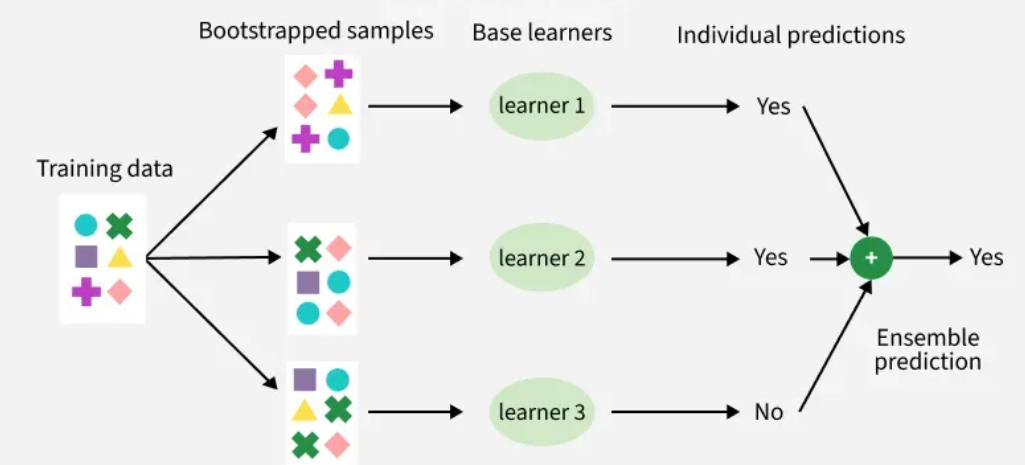 Bootstrapped samples
Base learners
Individual predictions
learner 1
Yes
Training data
learner 2
Yes
+
Yes
Ensemble
prediction
learner 3
No